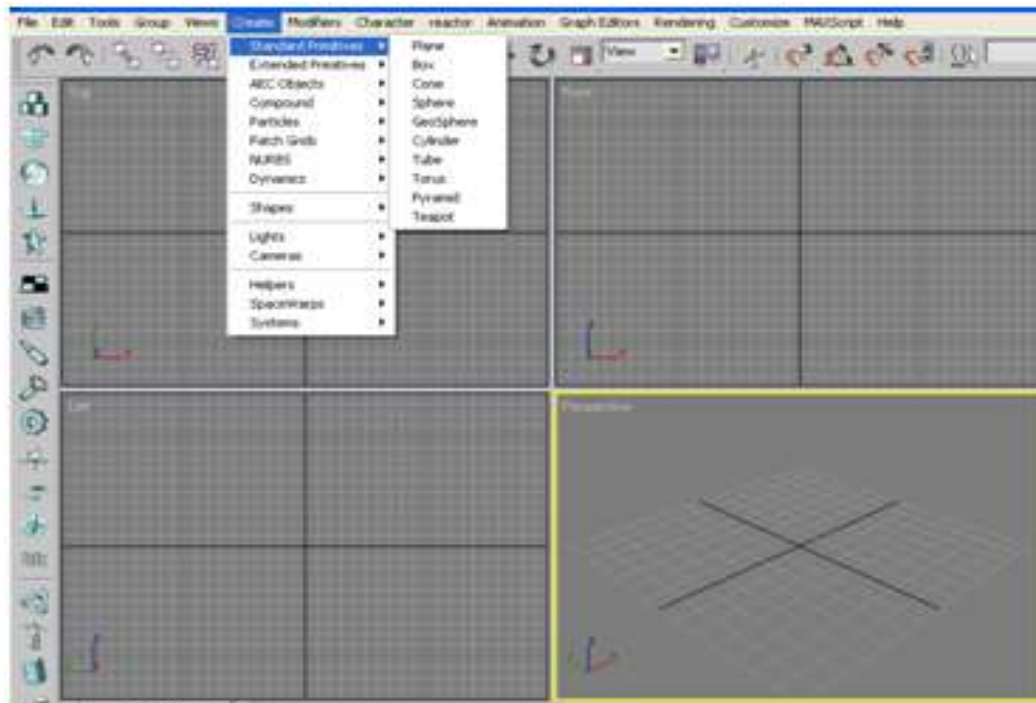 File Edit Tools Group Views Create Modifiers Character reactor Animation Graph Editors Rendering Customize MAXScript Help
View
Standard Primitives
Extended Primitives
AEC Objects
Compound
Particles
Patch Grids
NURBS
Dynamics
Shapes
Lights
Cameras
Helpers
SpaceWarps
Systems
Plane
Box
Cone
Sphere
GeoSphere
Cylinder
Tube
Torus
Pyramid
Teapot
Top
Front
Left
Perspective